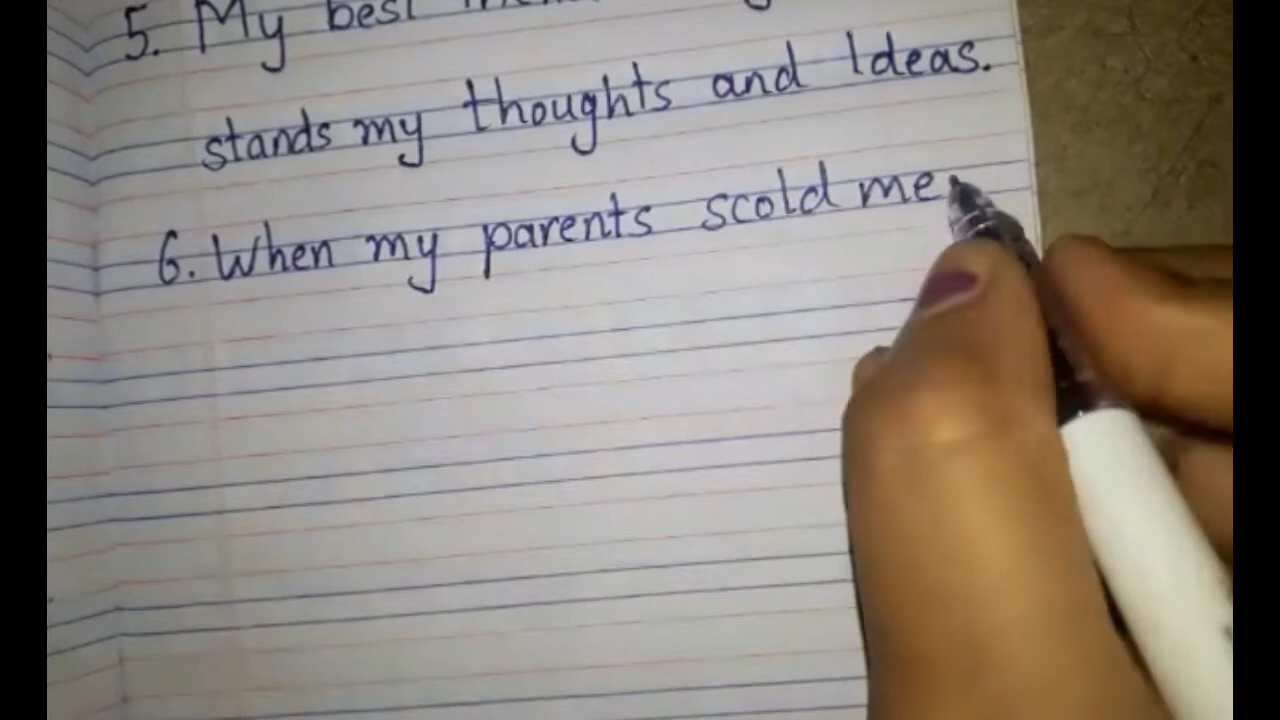 5. My best
stands my thoughts and Ideas.
6. When my parents scold me